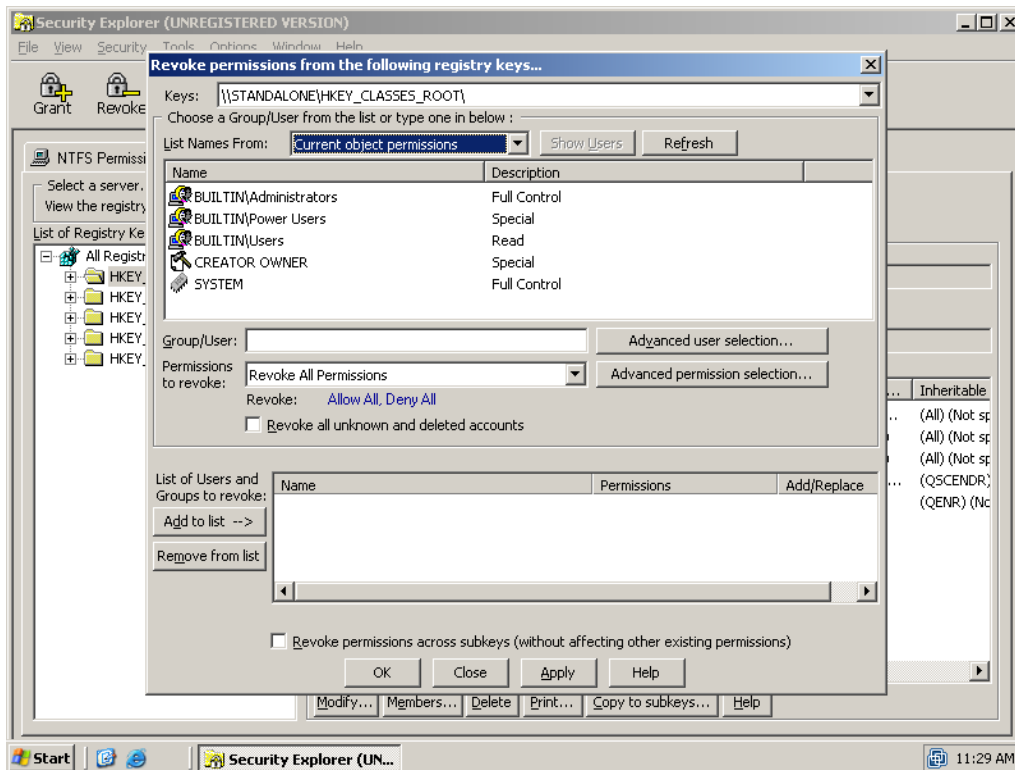 Security Explorer (UNREGISTERED VERSION)
File View Security Tools Options Window Help
Revoke permissions from the following registry keys...
Grant Revoke
Keys: \\STANDALONE\HKEY_CLASSES_ROOT\
Choose a Group/User from the list or type one in below :
List Names From: Current object permissions Show Users Refresh
NTFS Permissi
Name Description
Select a server.
View the registry
BUILTIN\Administrators Full Control
BUILTIN\Power Users Special
BUILTIN\Users Read
CREATOR OWNER Special
SYSTEM Full Control
List of Registry Ke
All Registr
HKEY_
HKEY_
HKEY_
HKEY_
HKEY_
Group/User: Advanced user selection...
Permissions to revoke: Revoke All Permissions Advanced permission selection...
Revoke: Allow All, Deny All
Revoke all unknown and deleted accounts
... Inheritable
.. (All) (Not sp
(All) (Not sp
(All) (Not sp
... (QSCENDR)
(QENR) (No
List of Users and
Groups to revoke:
Name Permissions Add/Replace
Add to list -->
Remove from list
Revoke permissions across subkeys (without affecting other existing permissions)
OK Close Apply Help
Modify... Members... Delete Print... Copy to subkeys... Help
Start Security Explorer (UN... 11:29 AM